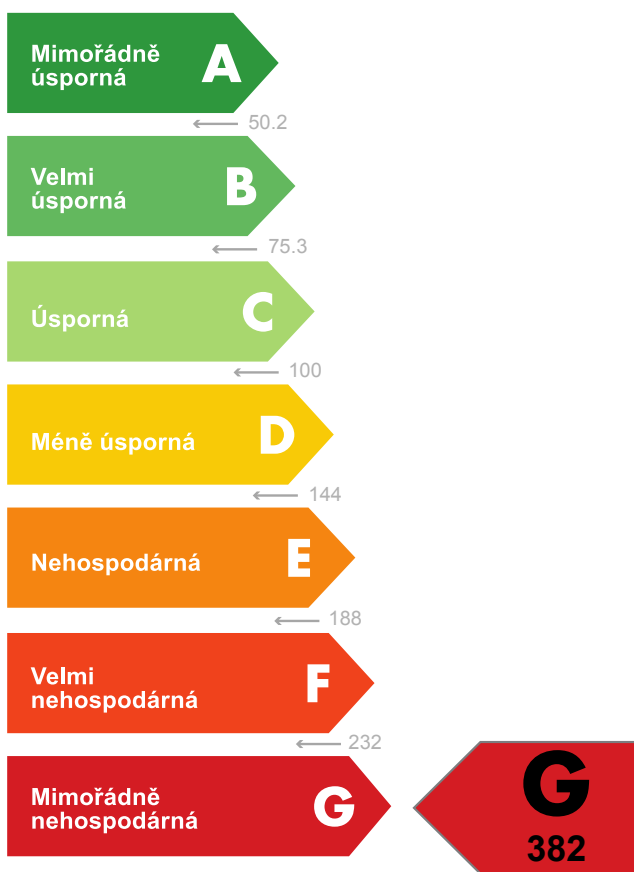 Mimořádně
úsporná
A
← 50.2
Velmi
úsporná
B
← 75.3
Úsporná
C
← 100
Méně úsporná
D
← 144
Nehospodárná
E
← 188
Velmi
nehospodárná
F
← 232
Mimořádně
nehospodárná
G
G
382